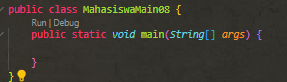 public class MahasiswaMain08 {
Run | Debug
public static void main(String[] args) {
}
}